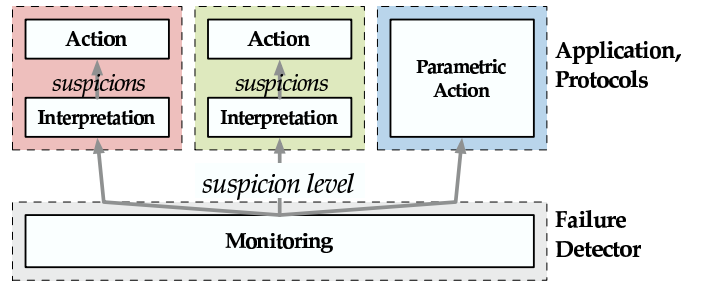 Action
suspicions
Interpretation
Action
suspicions
Interpretation
Parametric
Action
Application,
Protocols
suspicion level
Monitoring
Failure
Detector